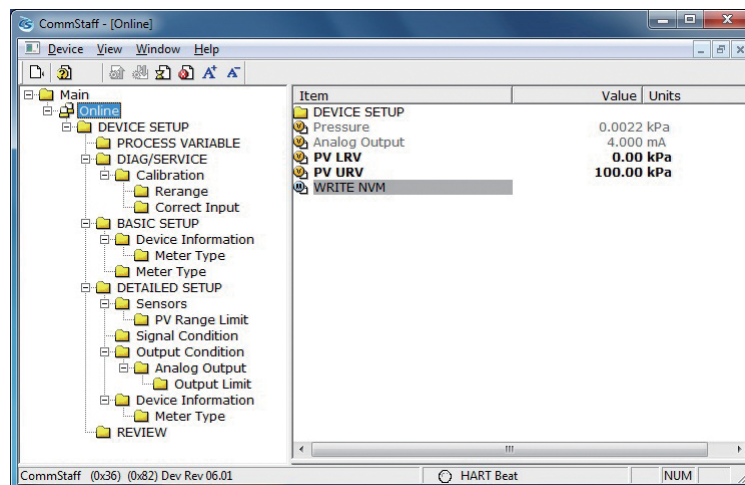 CommStaff - [Online]
Device View Window Help
Main
Online
DEVICE SETUP
PROCESS VARIABLE
DIAG/SERVICE
Calibration
Rerange
Correct Input
BASIC SETUP
Device Information
Meter Type
Meter Type
DETAILED SETUP
Sensors
PV Range Limit
Signal Condition
Output Condition
Analog Output
Output Limit
Device Information
Meter Type
REVIEW
Item Value Units
DEVICE SETUP
Pressure 0.0022 kPa
Analog Output 4.000 mA
PV LRV 0.00 kPa
PV URV 100.00 kPa
WRITE NVM
CommStaff (0x36) (0x82) Dev Rev 06.01 HART Beat NUM